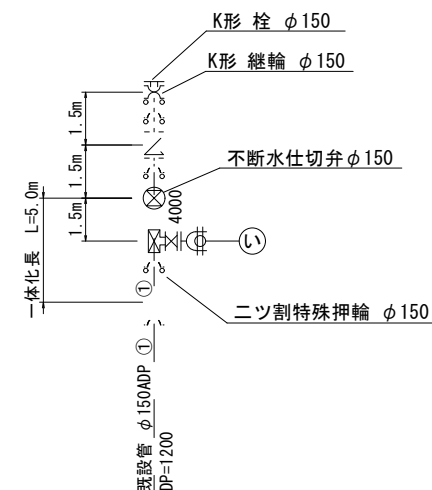 K形 栓 φ150
K形 継輪 φ150
1.5m
1.5m
不断水仕切弁φ150
4000
1.5m
一体化長 L=5.0m
い
①
二ツ割特殊押輪 φ150
①
既設管 φ150ADP
DP=1200